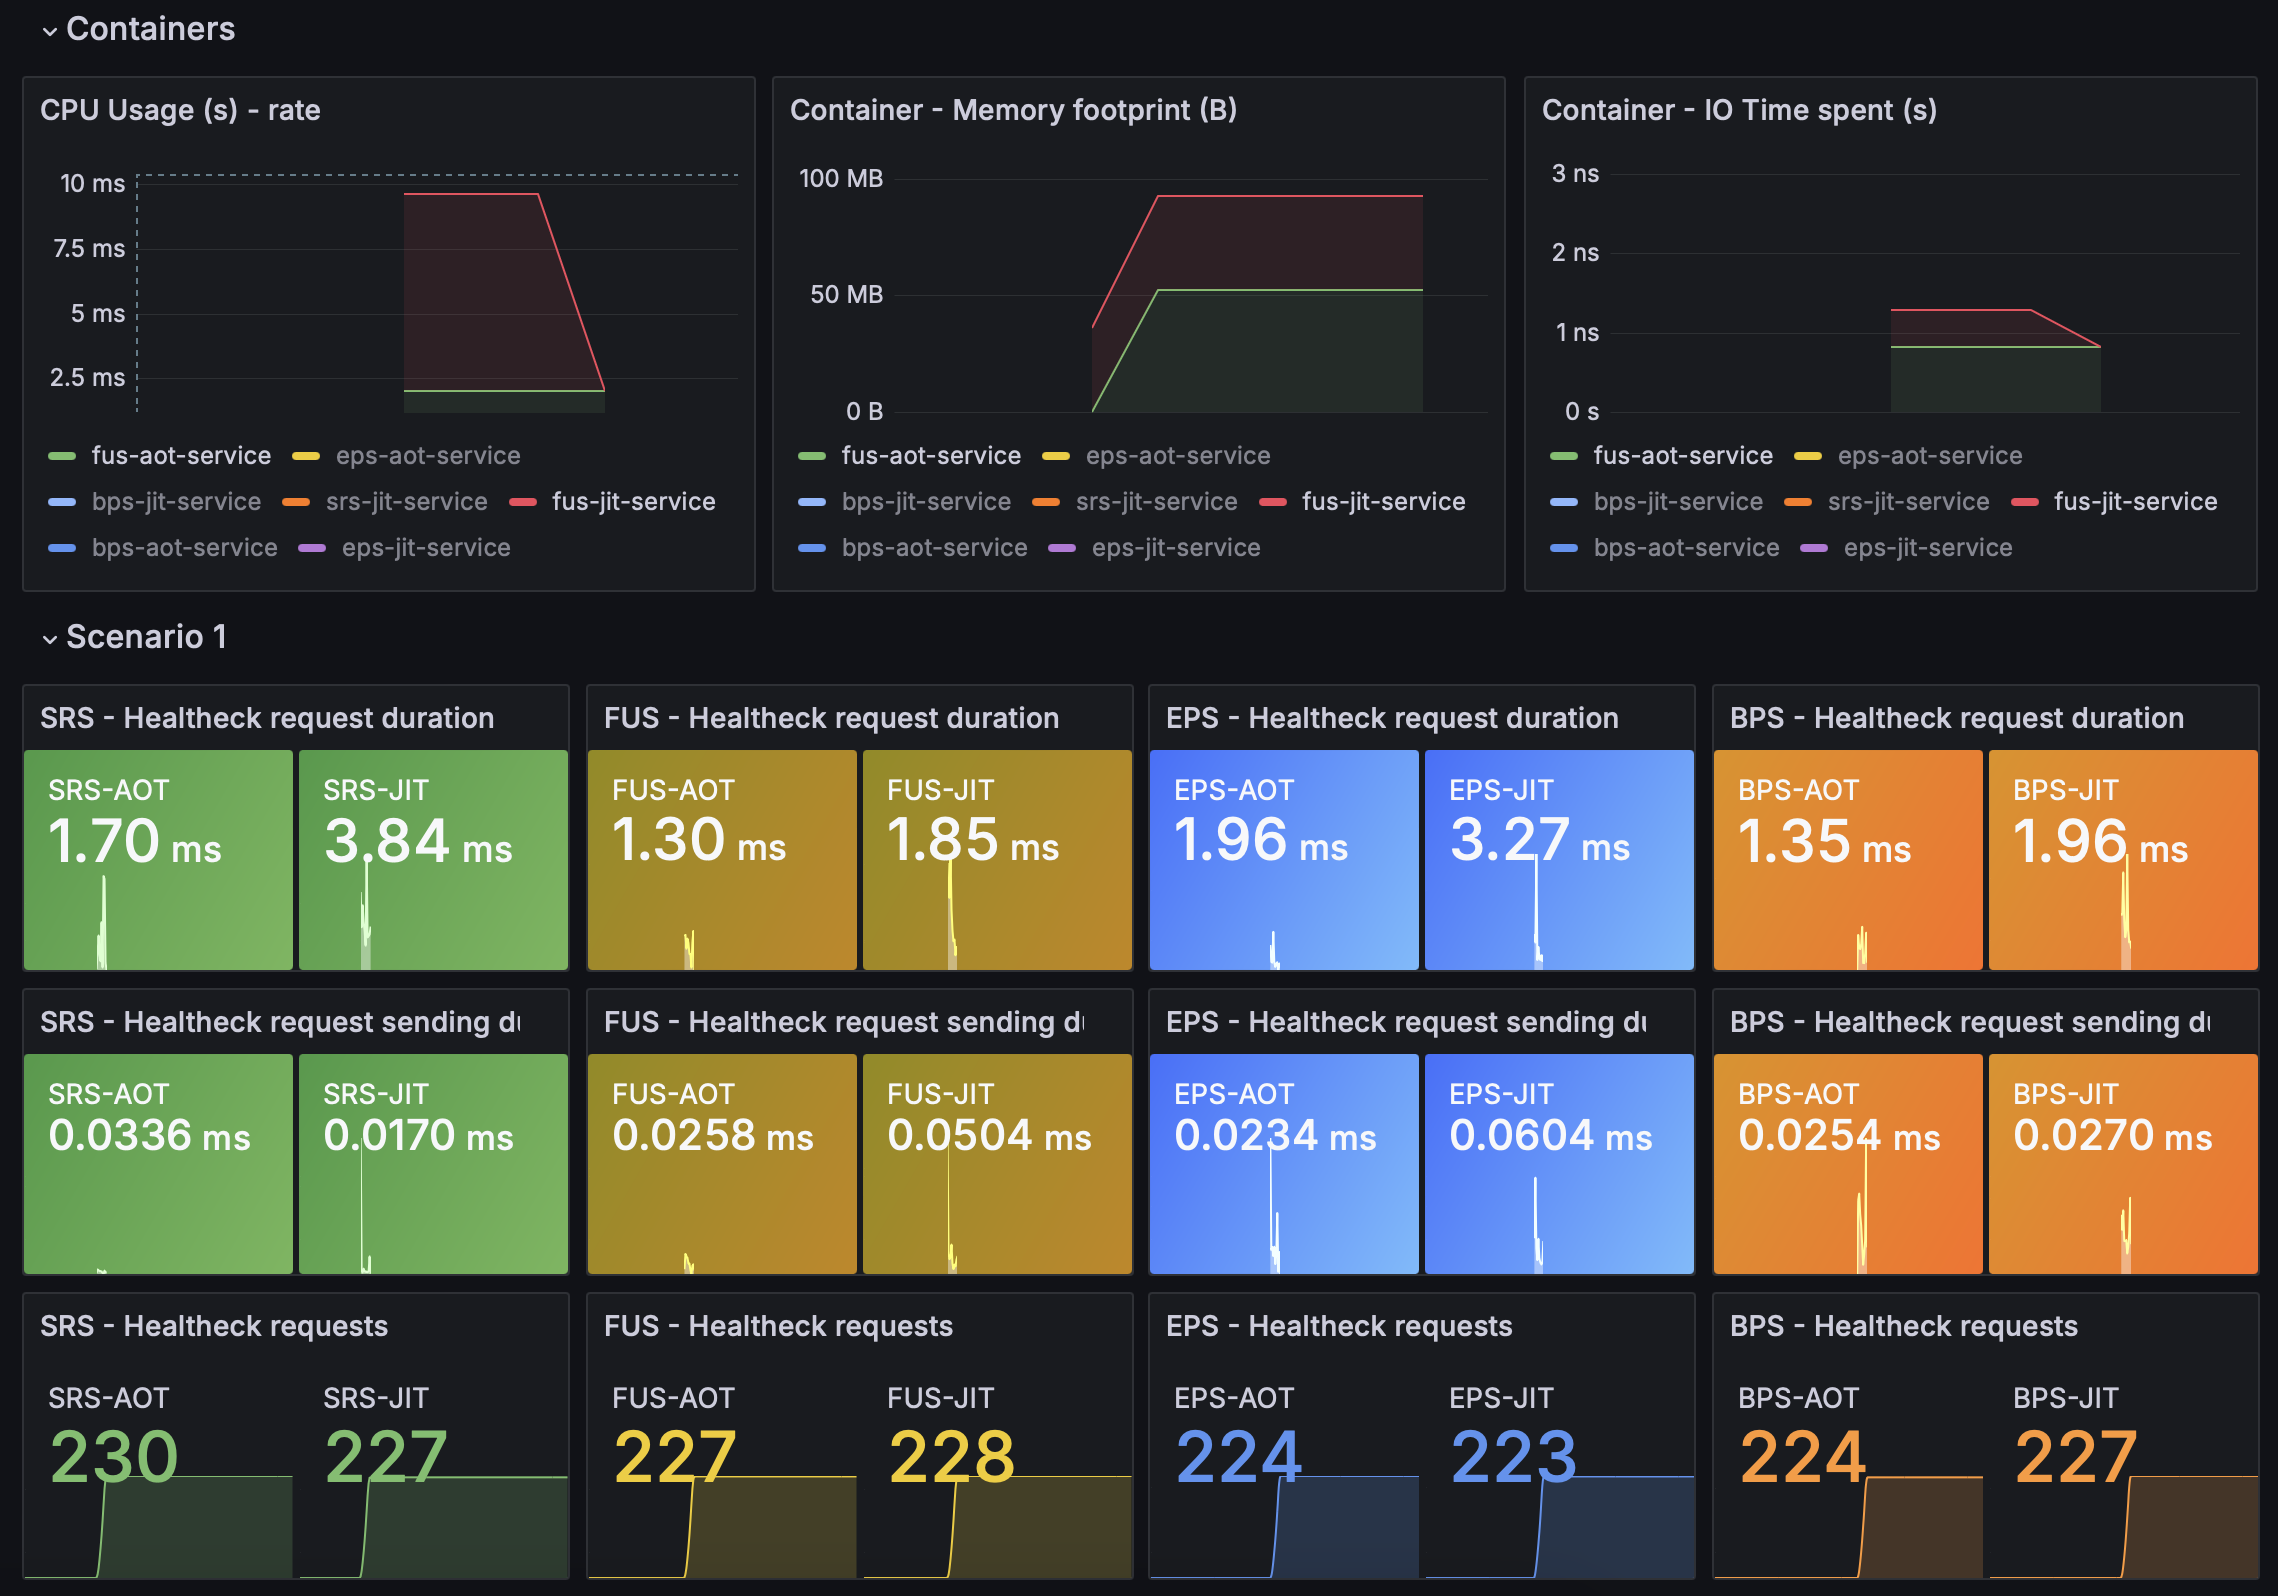 Containers
CPU Usage (s) - rate
10 ms
7.5 ms
5 ms
2.5 ms
fus-aot-service eps-aot-service
bps-jit-service srs-jit-service fus-jit-service
bps-aot-service eps-jit-service
Container - Memory footprint (B)
100 MB
50 MB
0 B
fus-aot-service eps-aot-service
bps-jit-service srs-jit-service fus-jit-service
bps-aot-service eps-jit-service
Container - IO Time spent (s)
3 ns
2 ns
1 ns
0 s
fus-aot-service eps-aot-service
bps-jit-service srs-jit-service fus-jit-service
bps-aot-service eps-jit-service
Scenario 1
SRS - Healtheck request duration
SRS-AOT
1.70 ms
SRS-JIT
3.84 ms
FUS - Healtheck request duration
FUS-AOT
1.30 ms
FUS-JIT
1.85 ms
EPS - Healtheck request duration
EPS-AOT
1.96 ms
EPS-JIT
3.27 ms
BPS - Healtheck request duration
BPS-AOT
1.35 ms
BPS-JIT
1.96 ms
SRS - Healtheck request sending
SRS-AOT
0.0336 ms
SRS-JIT
0.0170 ms
FUS - Healtheck request sending
FUS-AOT
0.0258 ms
FUS-JIT
0.0504 ms
EPS - Healtheck request sending
EPS-AOT
0.0234 ms
EPS-JIT
0.0604 ms
BPS - Healtheck request sending
BPS-AOT
0.0254 ms
BPS-JIT
0.0270 ms
SRS - Healtheck requests
SRS-AOT
230
SRS-JIT
227
FUS - Healtheck requests
FUS-AOT
227
FUS-JIT
228
EPS - Healtheck requests
EPS-AOT
224
EPS-JIT
223
BPS - Healtheck requests
BPS-AOT
224
BPS-JIT
227